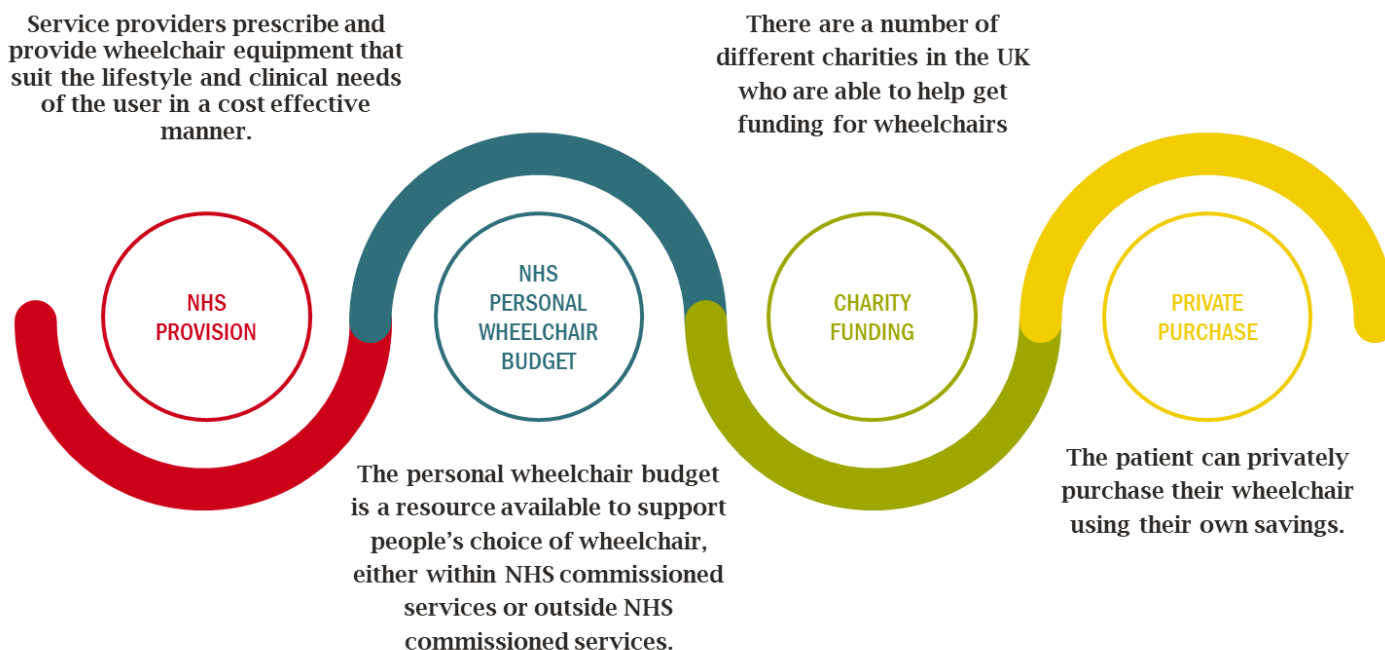 Service providers prescribe and
provide wheelchair equipment that
suit the lifestyle and clinical needs
of the user in a cost effective
manner.
There are a number of
different charities in the UK
who are able to help get
funding for wheelchairs
NHS
PROVISION
NHS
PERSONAL
WHEELCHAIR
BUDGET
CHARITY
FUNDING
PRIVATE
PURCHASE
The personal wheelchair budget
is a resource available to support
people’s choice of wheelchair,
either within NHS commissioned
services or outside NHS
commissioned services.
The patient can privately
purchase their wheelchair
using their own savings.